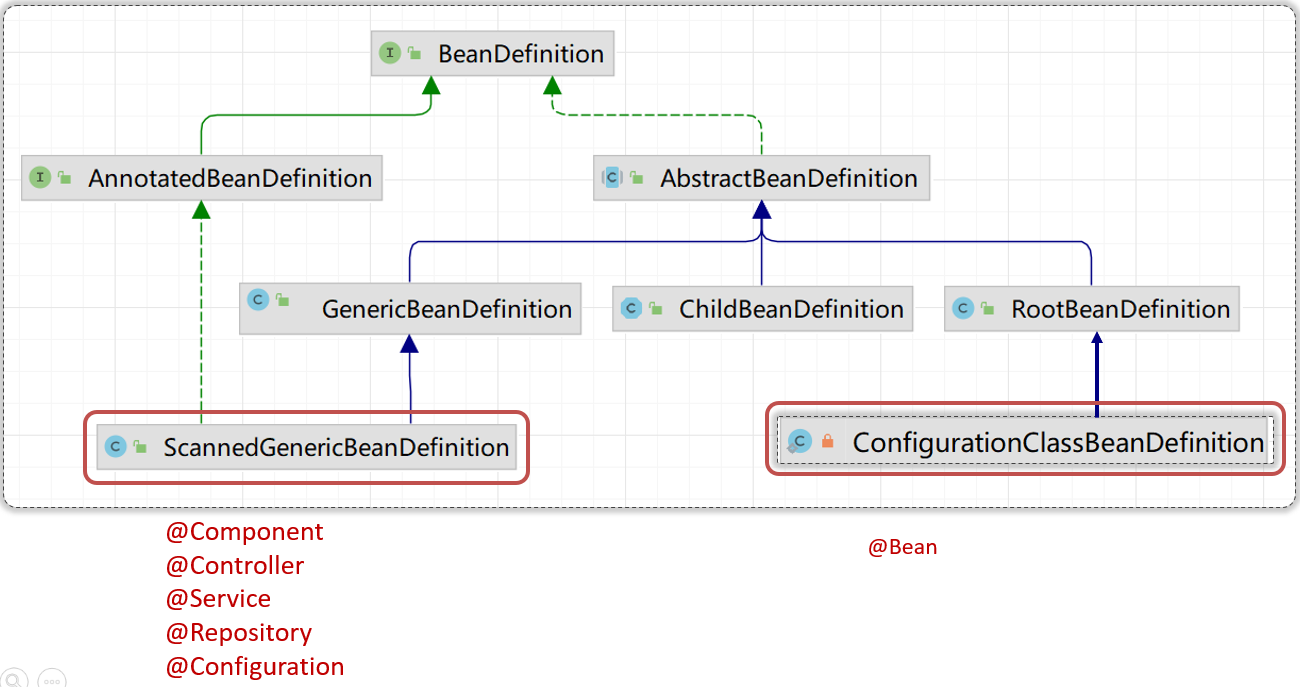 BeanDefinition
AnnotatedBeanDefinition
AbstractBeanDefinition
GenericBeanDefinition
ChildBeanDefinition
RootBeanDefinition
ScannedGenericBeanDefinition
ConfigurationClassBeanDefinition
@Component
@Controller
@Service
@Repository
@Configuration
@Bean